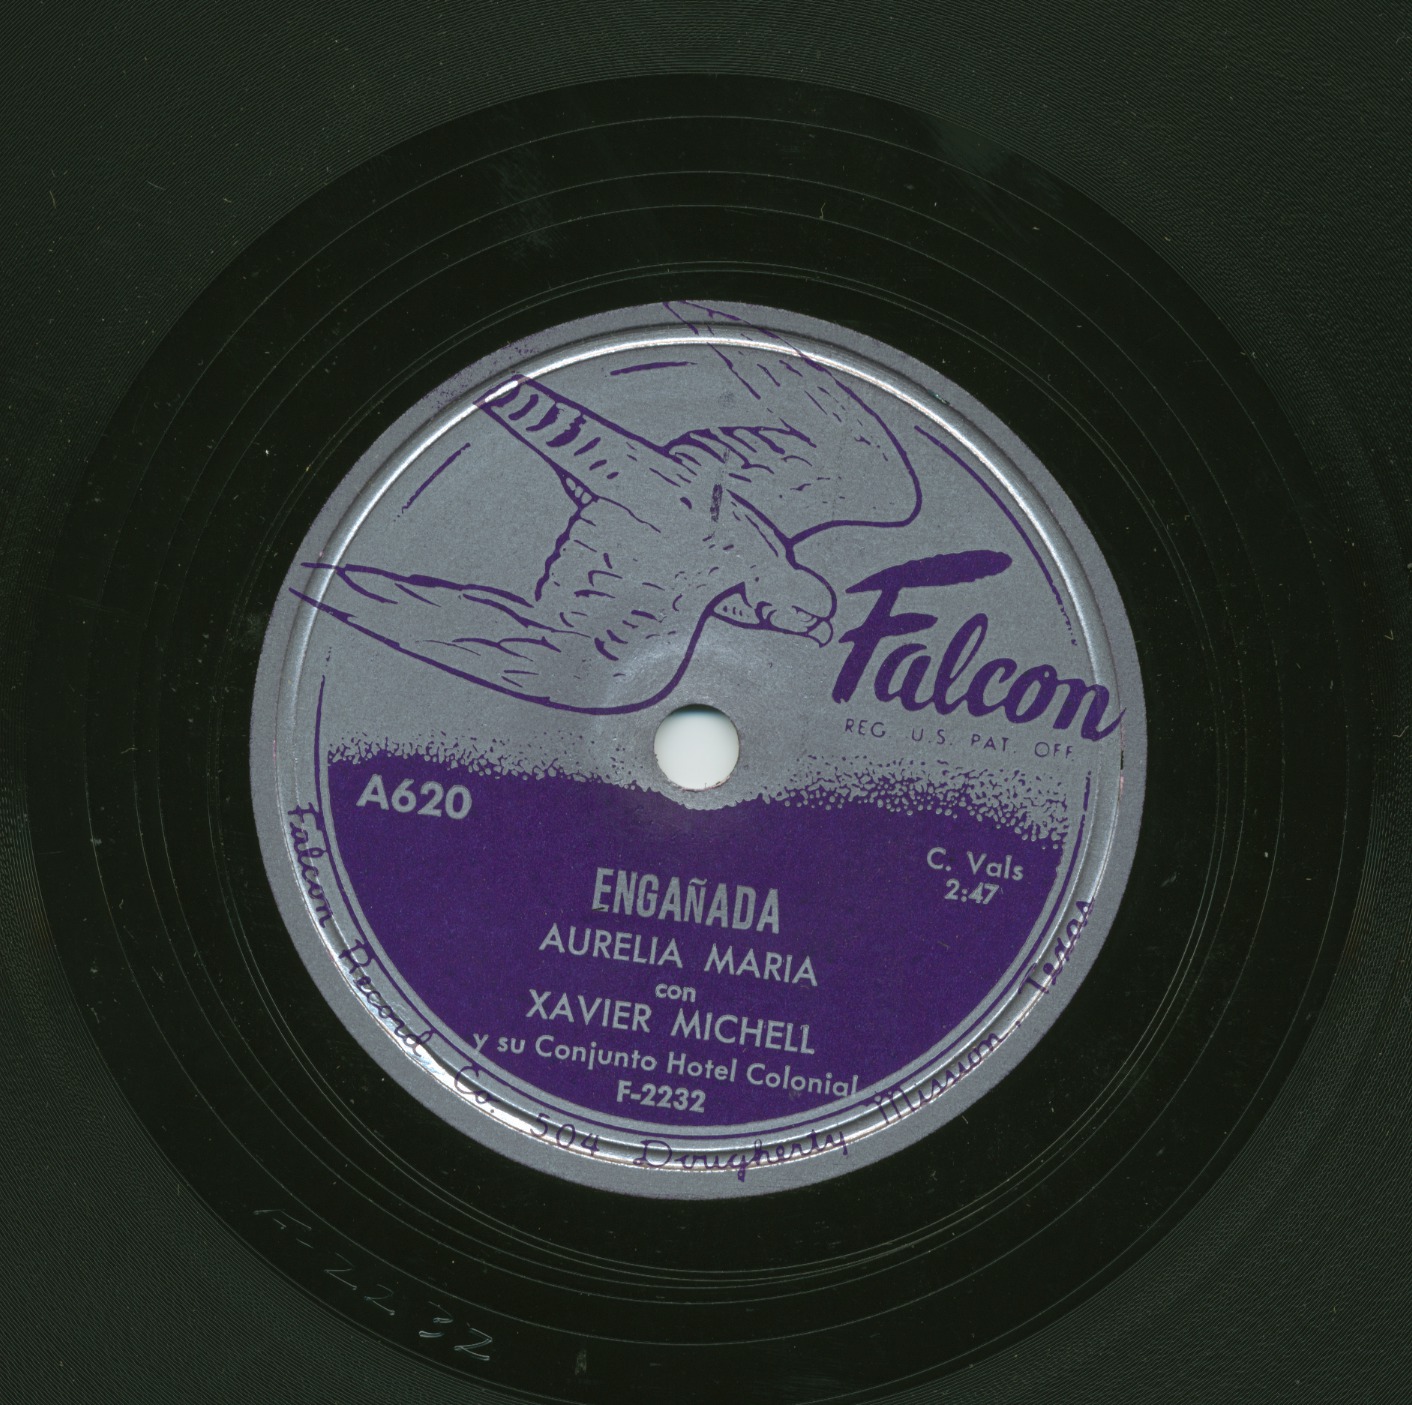 Falcon
REG. U.S. PAT. OFF.
A620
C. Vals
2:47
ENGAÑADA
AURELIA MARIA
con
XAVIER MICHELL
y su Conjunto Hotel Colonial
F-2232
Falcon Record Co. 504 Dougherty Mission, Texas
F-2232